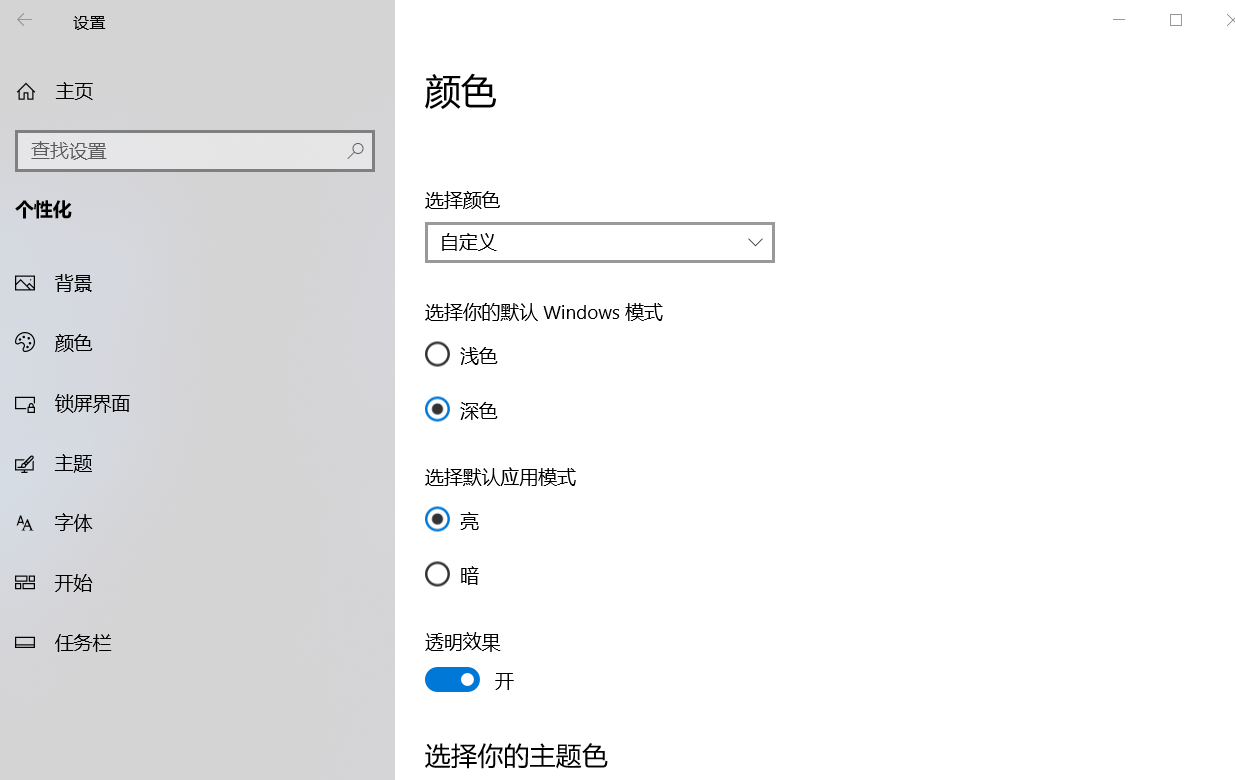 设置
主页
查找设置
个性化
背景
颜色
锁屏界面
主题
字体
开始
任务栏
颜色
选择颜色
自定义
选择你的默认 Windows 模式
浅色
深色
选择默认应用模式
亮
暗
透明效果
开
选择你的主题色